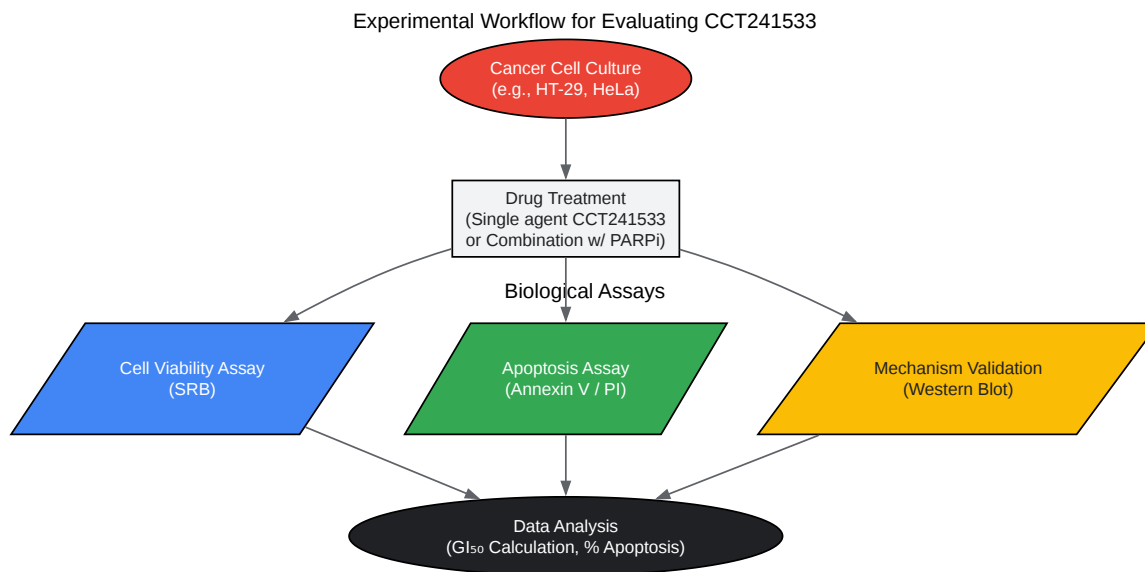 Experimental Workflow for Evaluating CCT241533
Cancer Cell Culture
(e.g., HT-29, HeLa)
Drug Treatment
(Single agent CCT241533
or Combination w/ PARPi)
Biological Assays
Cell Viability Assay
(SRB)
Apoptosis Assay
(Annexin V / PI)
Mechanism Validation
(Western Blot)
Data Analysis
(GI₅₀ Calculation, % Apoptosis)